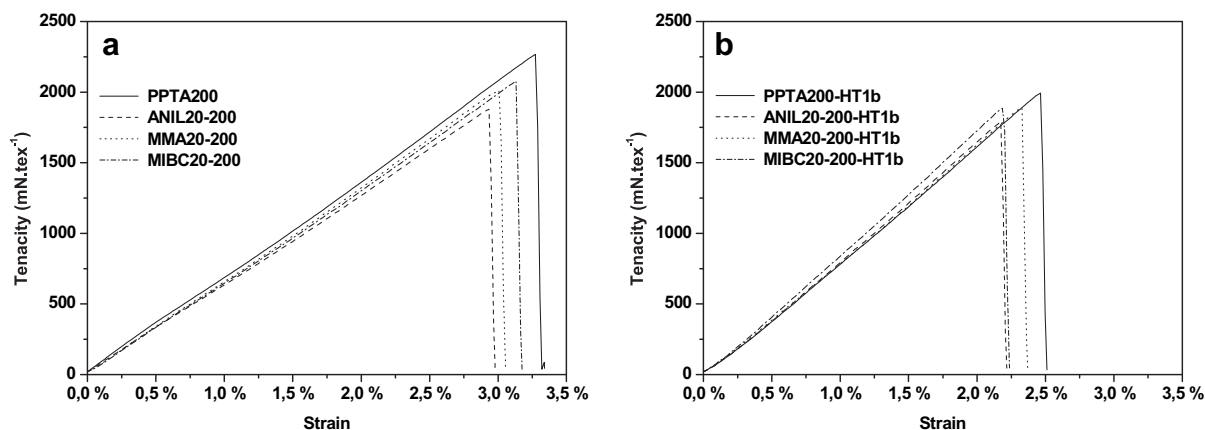 a
2500
2000
1500
1000
500
0
Tenacity (mN.tex-1)
PPTA200
ANIL20-200
MMA20-200
MIBC20-200
0,0 % 0,5 % 1,0 % 1,5 % 2,0 % 2,5 % 3,0 % 3,5 %
Strain
b
2500
2000
1500
1000
500
0
Tenacity (mN.tex-1)
PPTA200-HT1b
ANIL20-200-HT1b
MMA20-200-HT1b
MIBC20-200-HT1b
0,0 % 0,5 % 1,0 % 1,5 % 2,0 % 2,5 % 3,0 % 3,5 %
Strain